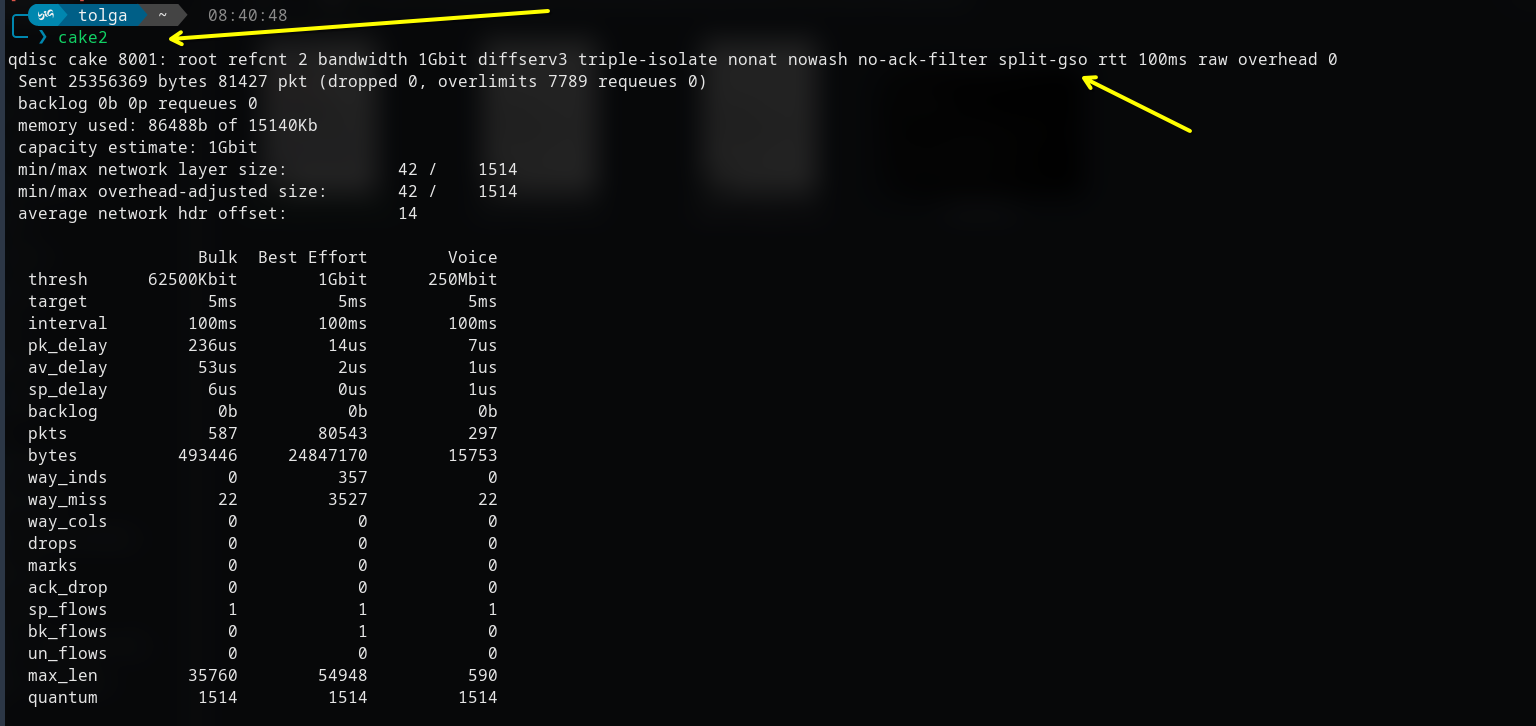 tolga ~ 08:40:48
❯ cake2
qdisc cake 8001: root refcnt 2 bandwidth 1Gbit diffserv3 triple-isolate nonat nowash no-ack-filter split-gso rtt 100ms raw overhead 0
Sent 25356369 bytes 81427 pkt (dropped 0, overlimits 7789 requeues 0)
backlog 0b 0p requeues 0
memory used: 86488b of 15140Kb
capacity estimate: 1Gbit
min/max network layer size: 42 / 1514
min/max overhead-adjusted size: 42 / 1514
average network hdr offset: 14
Bulk Best Effort Voice
thresh 62500Kbit 1Gbit 250Mbit
target 5ms 5ms 5ms
interval 100ms 100ms 100ms
pk_delay 236us 14us 7us
av_delay 53us 2us 1us
sp_delay 6us 0us 1us
backlog 0b 0b 0b
pkts 587 80543 297
bytes 493446 24847170 15753
way_inds 0 357 0
way_miss 22 3527 22
way_cols 0 0 0
drops 0 0 0
marks 0 0 0
ack_drop 0 0 0
sp_flows 1 1 1
bk_flows 0 1 0
un_flows 0 0 0
max_len 35760 54948 590
quantum 1514 1514 1514